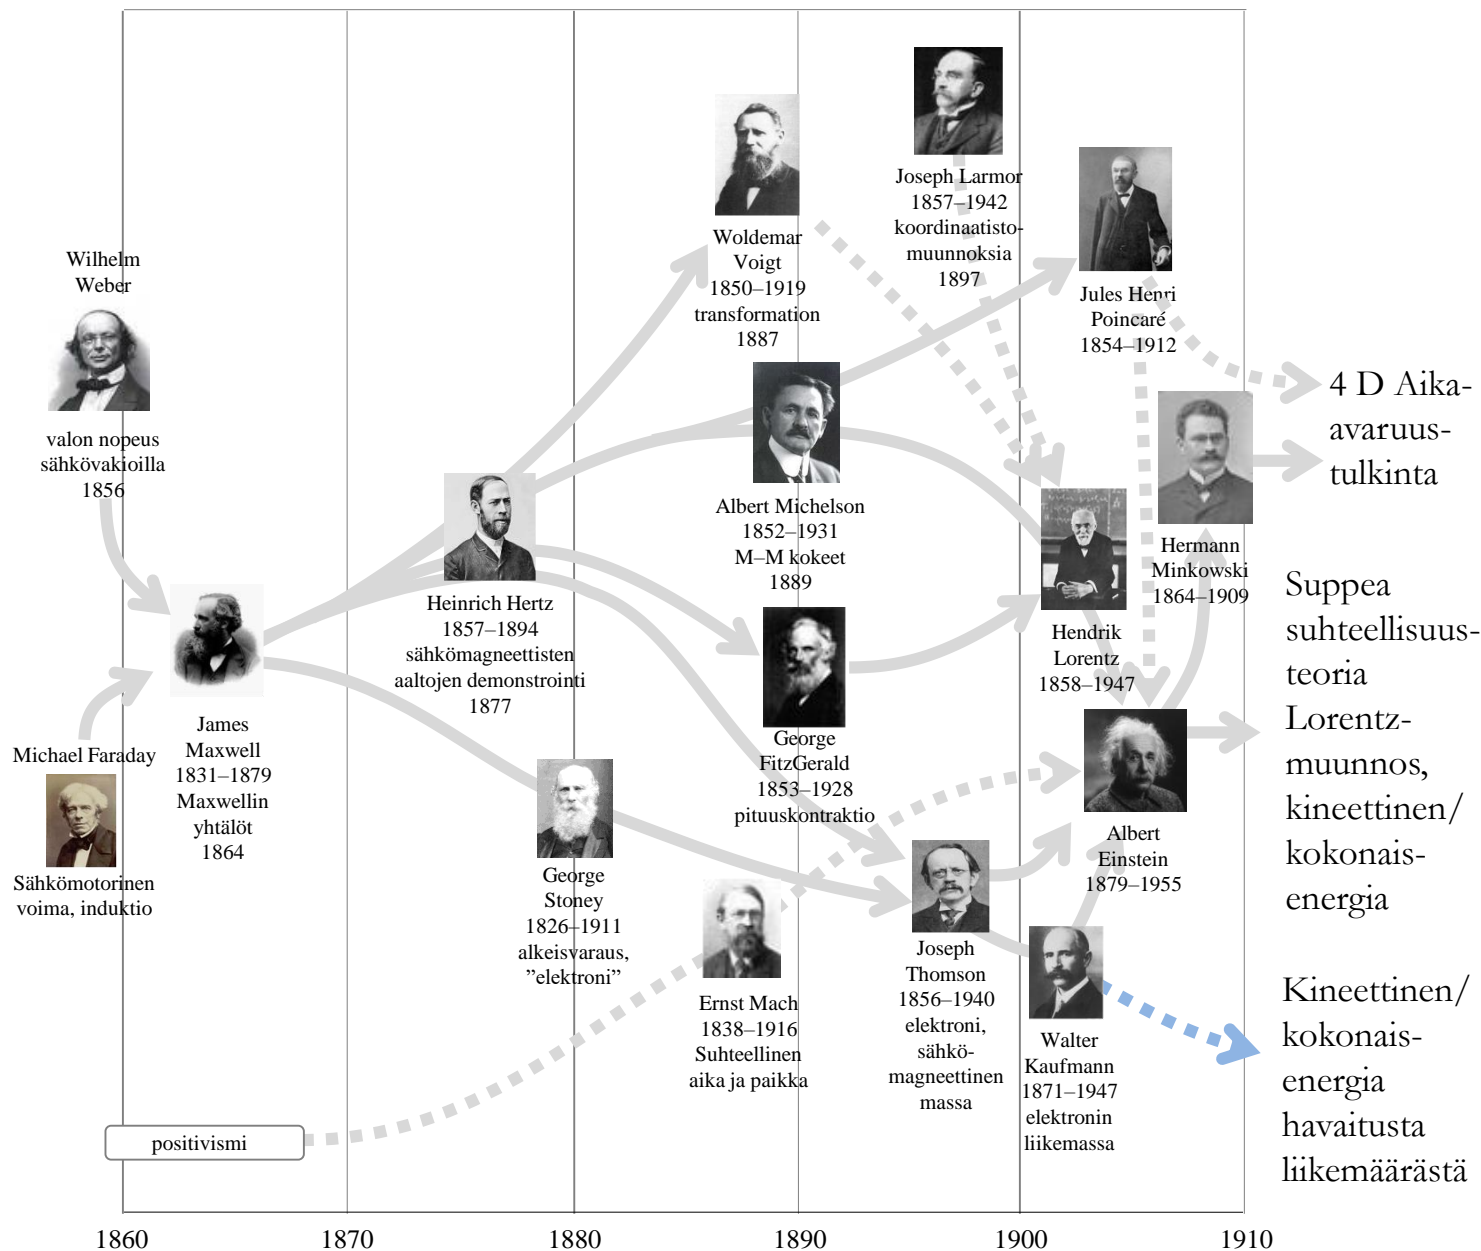 Wilhelm
Weber
valon nopeus
sähkövakioilla
1856
Michael Faraday
Sähkömotorinen
voima, induktio
James
Maxwell
1831–1879
Maxwellin
yhtälöt
1864
Heinrich Hertz
1857–1894
sähkömagneettisten
aaltojen demonstrointi
1877
George
Stoney
1826–1911
alkeisvaraus,
”elektroni”
Woldemar
Voigt
1850–1919
transformation
1887
Albert Michelson
1852–1931
M–M kokeet
1889
George
FitzGerald
1853–1928
pituuskontraktio
Ernst Mach
1838–1916
Suhteellinen
aika ja paikka
positivismi
Joseph Larmor
1857–1942
koordinaatisto-
muunnoksia
1897
Jules Henri
Poincaré
1854–1912
Hendrik
Lorentz
1858–1947
Hermann
Minkowski
1864–1909
Albert
Einstein
1879–1955
Joseph
Thomson
1856–1940
elektroni,
sähkö-
magneettinen
massa
Walter
Kaufmann
1871–1947
elektronin
liikemassa
4 D Aika-
avaruus-
tulkinta
Suppea
suhteellisuus-
teoria
Lorentz-
muunnos,
kineettinen/
kokonais-
energia
Kineettinen/
kokonais-
energia
havaitusta
liikemäärästä
1860
1870
1880
1890
1900
1910